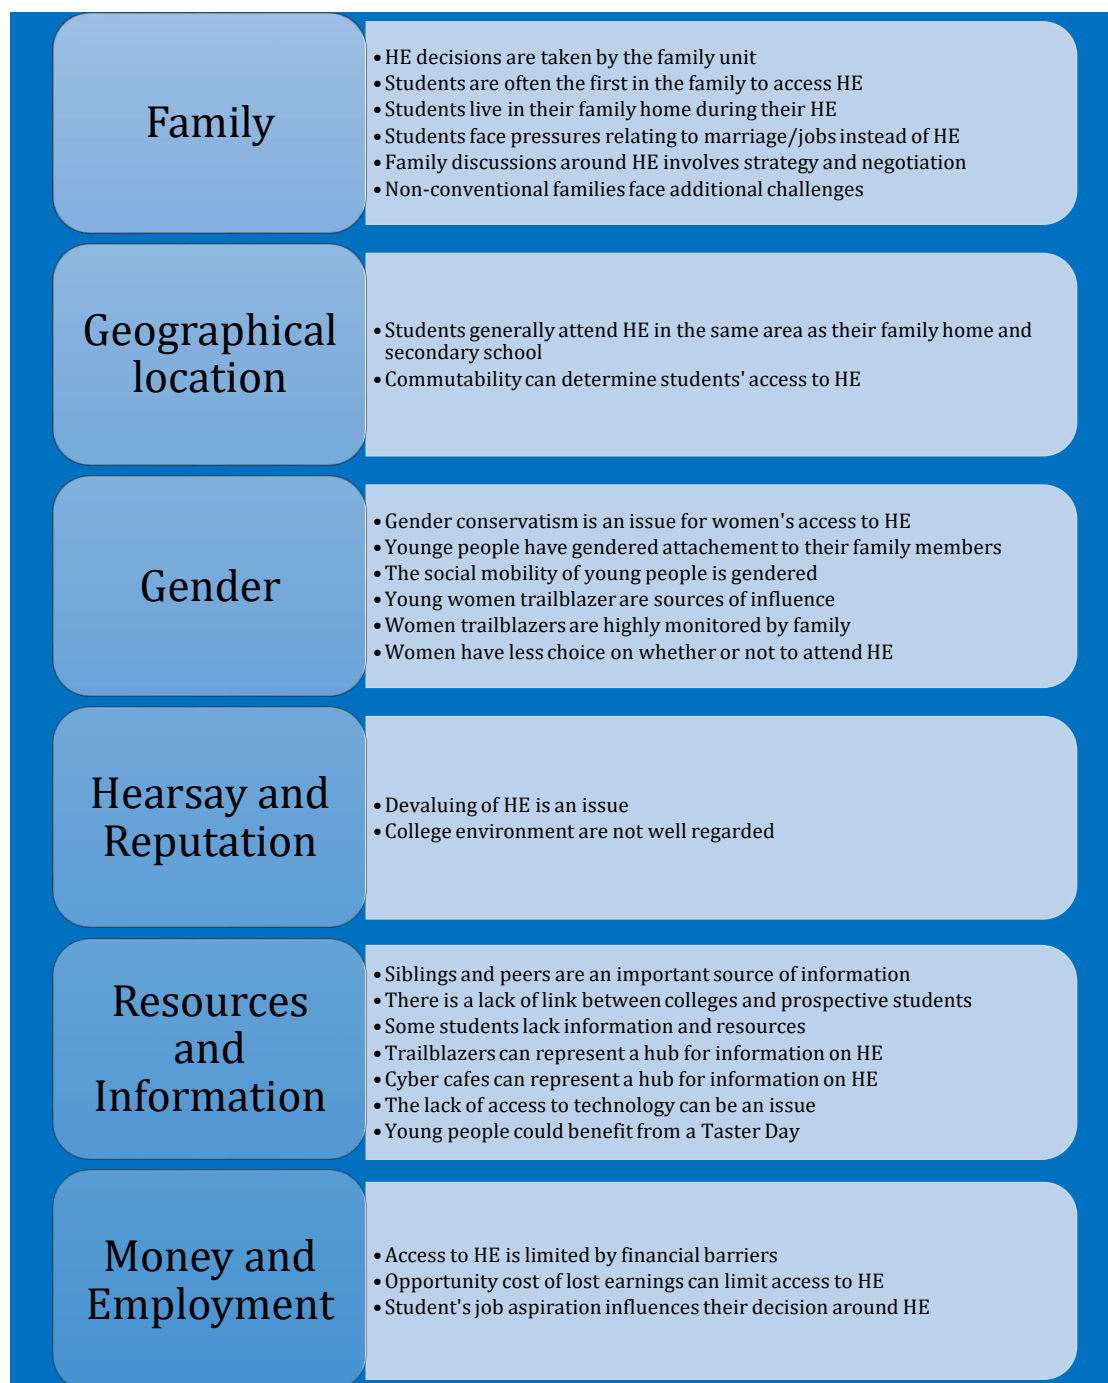 Family
•HE decisions are taken by the family unit
•Students are often the first in the family to access HE
•Students live in their family home during their HE
•Students face pressures relating to marriage/jobs instead of HE
•Family discussions around HE involves strategy and negotiation
•Non-conventional families face additional challenges
Geographical
location
•Students generally attend HE in the same area as their family home and
secondary school
•Commutability can determine students' access to HE
Gender
•Gender conservatism is an issue for women's access to HE
•Younge people have gendered attachement to their family members
•The social mobility of young people is gendered
•Young women trailblazer are sources of influence
•Women trailblazers are highly monitored by family
•Women have less choice on whether or not to attend HE
Hearsay and
Reputation
•Devaluing of HE is an issue
•College environment are not well regarded
Resources
and
Information
•Siblings and peers are an important source of information
•There is a lack of link between colleges and prospective students
•Some students lack information and resources
•Trailblazers can represent a hub for information on HE
•Cyber cafes can represent a hub for information on HE
•The lack of access to technology can be an issue
•Young people could benefit from a Taster Day
Money and
Employment
•Access to HE is limited by financial barriers
•Opportunity cost of lost earnings can limit access to HE
•Student's job aspiration influences their decision around HE